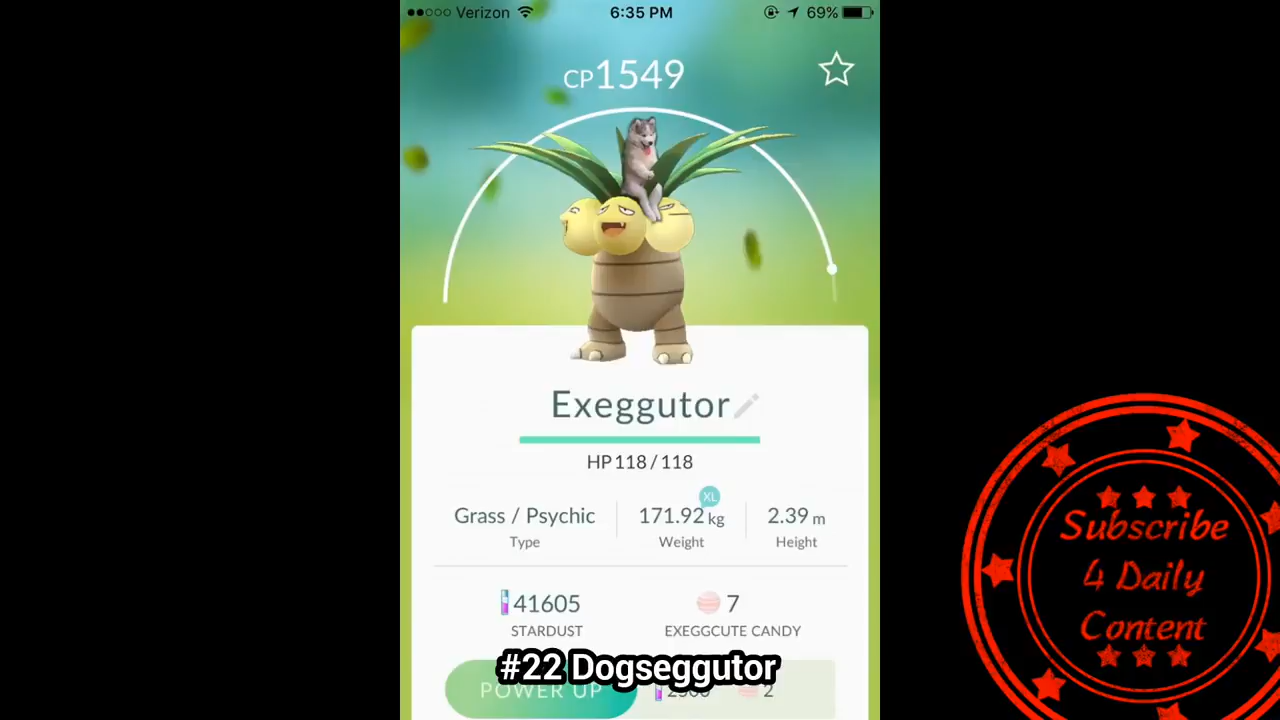 Verizon 6:35 PM 69%
CP1549
Exeggutor
HP 118 / 118
XL
Grass / Psychic 171.92 kg 2.39 m
Type Weight Height
41605 7
STARDUST EXEGGCUTE CANDY
#22 Dogseggutor
POWER UP 2500 2
Subscribe
4 Daily
Content